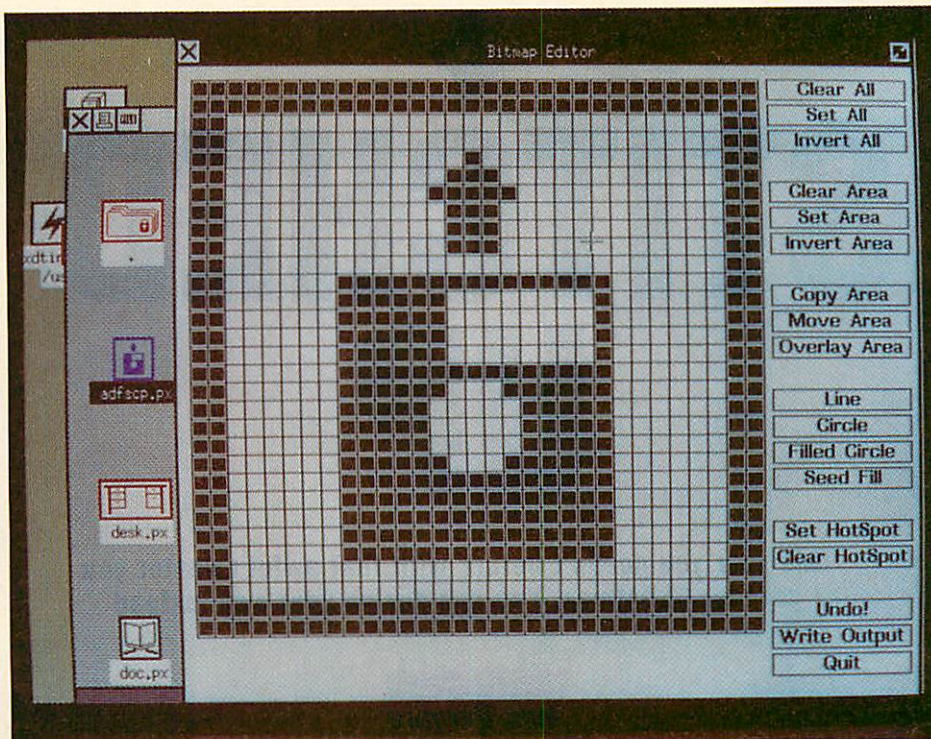 Bitmap Editor
Clear All
Set All
Invert All
Clear Area
Set Area
Invert Area
Copy Area
Move Area
Overlay Area
Line
Circle
Filled Circle
Seed Fill
Set HotSpot
Clear HotSpot
Undo!
Write Output
Quit
.
adfscp.px
desk.px
doc.px
xdtim
/us